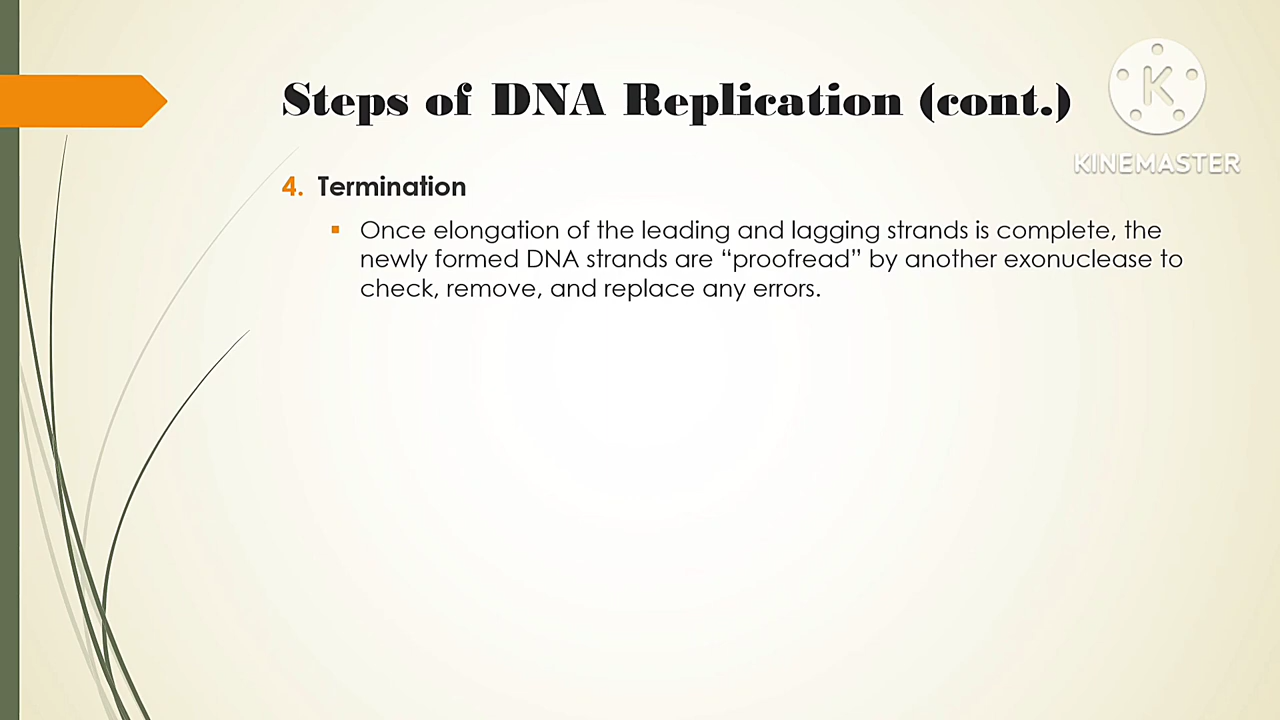 Steps of DNA Replication (cont.)
K
KINEMASTER
4. Termination
▪ Once elongation of the leading and lagging strands is complete, the
newly formed DNA strands are “proofread” by another exonuclease to
check, remove, and replace any errors.